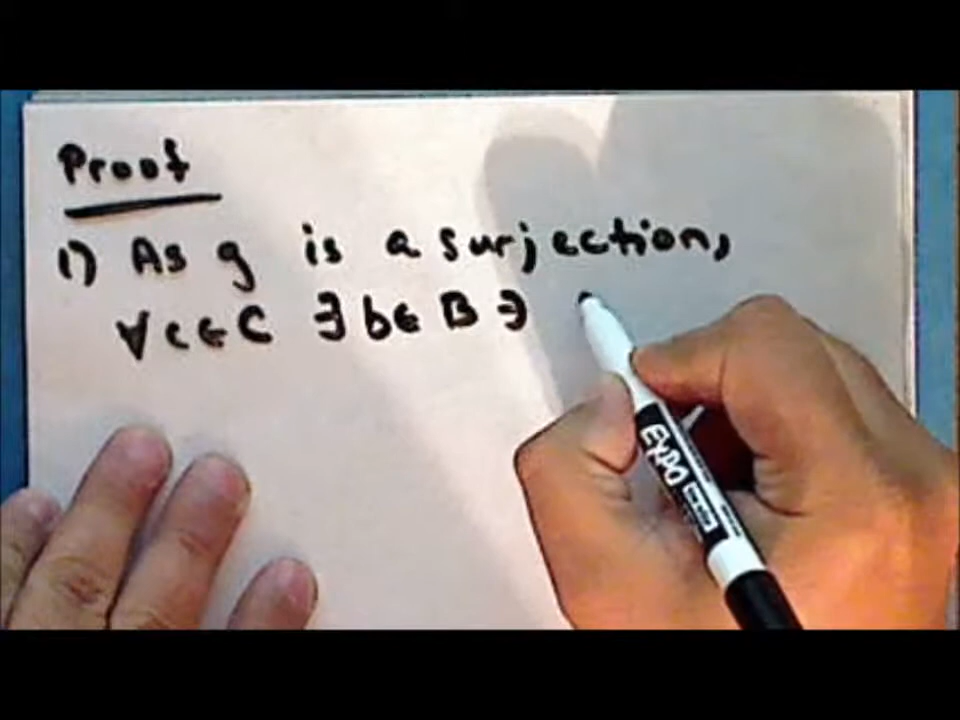 Proof
1) As g is a surjection,
∀ c ∈ C ∃ b ∈ B ∋
EXPO